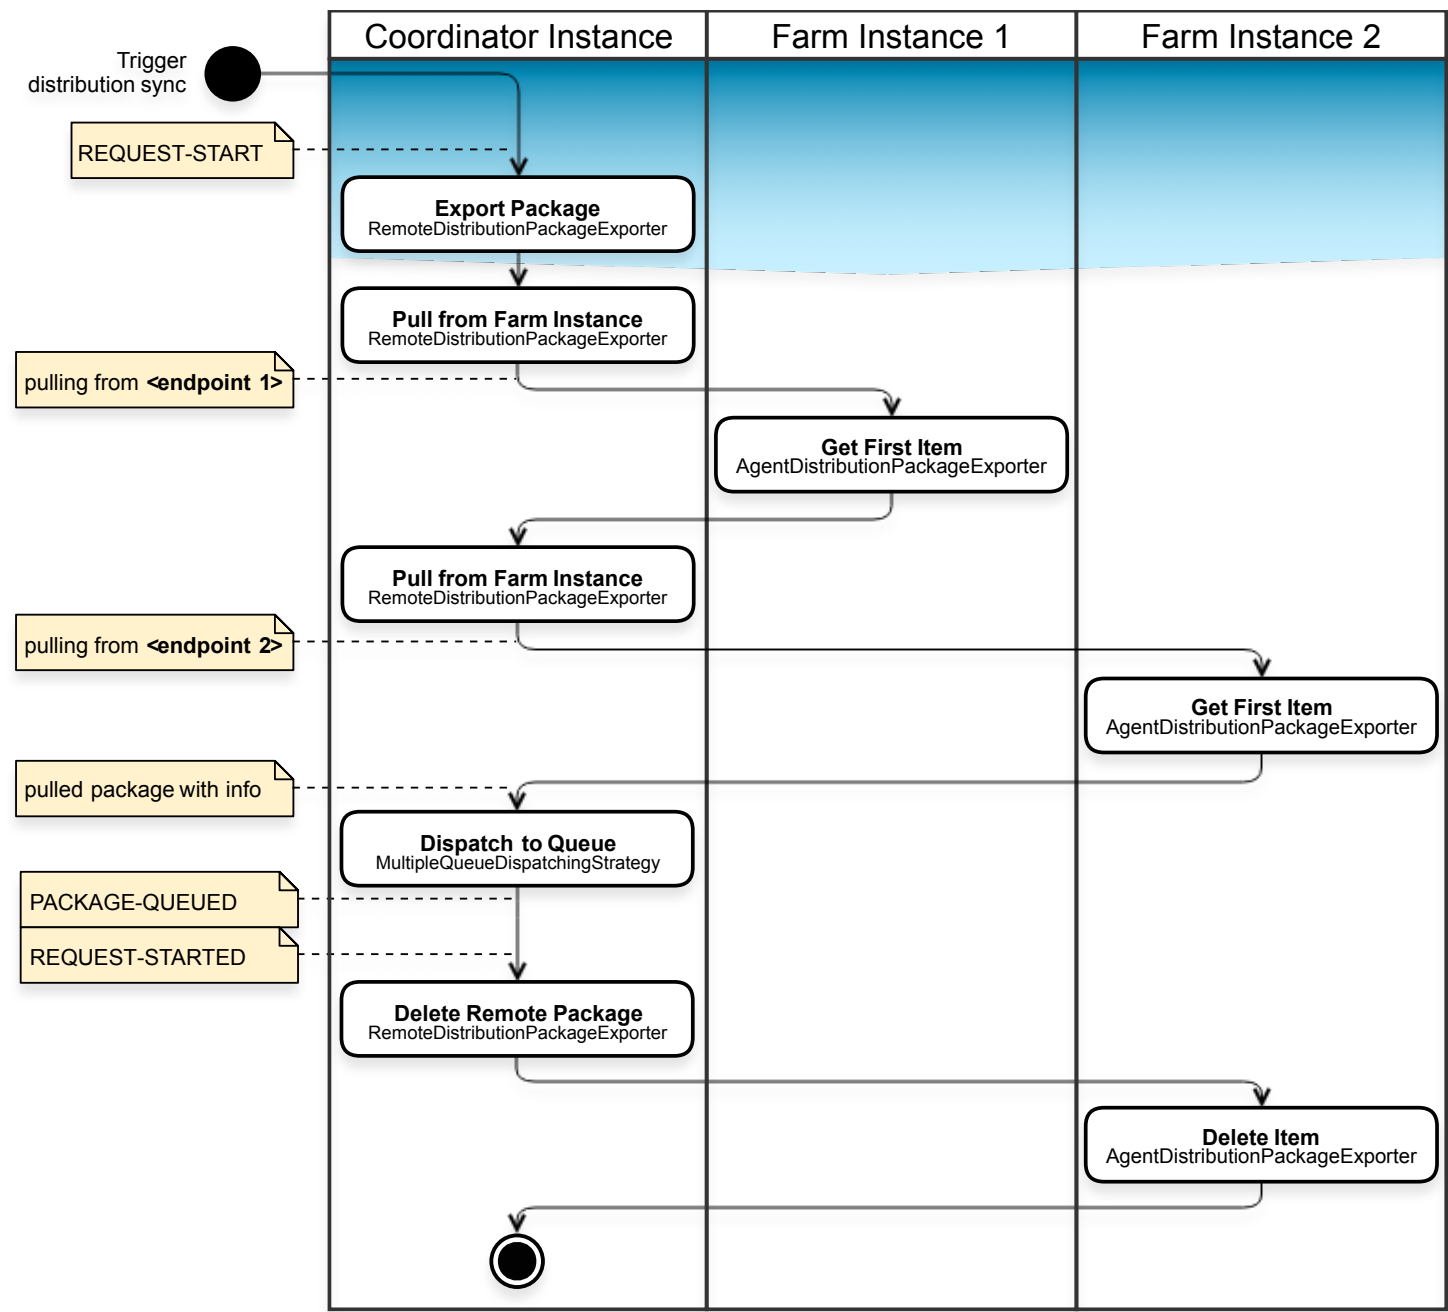 Coordinator Instance
Farm Instance 1
Farm Instance 2
Trigger
distribution sync
REQUEST-START
Export Package
RemoteDistributionPackageExporter
Pull from Farm Instance
RemoteDistributionPackageExporter
pulling from <endpoint 1>
Get First Item
AgentDistributionPackageExporter
Pull from Farm Instance
RemoteDistributionPackageExporter
pulling from <endpoint 2>
Get First Item
AgentDistributionPackageExporter
pulled package with info
Dispatch to Queue
MultipleQueueDispatchingStrategy
PACKAGE-QUEUED
REQUEST-STARTED
Delete Remote Package
RemoteDistributionPackageExporter
Delete Item
AgentDistributionPackageExporter